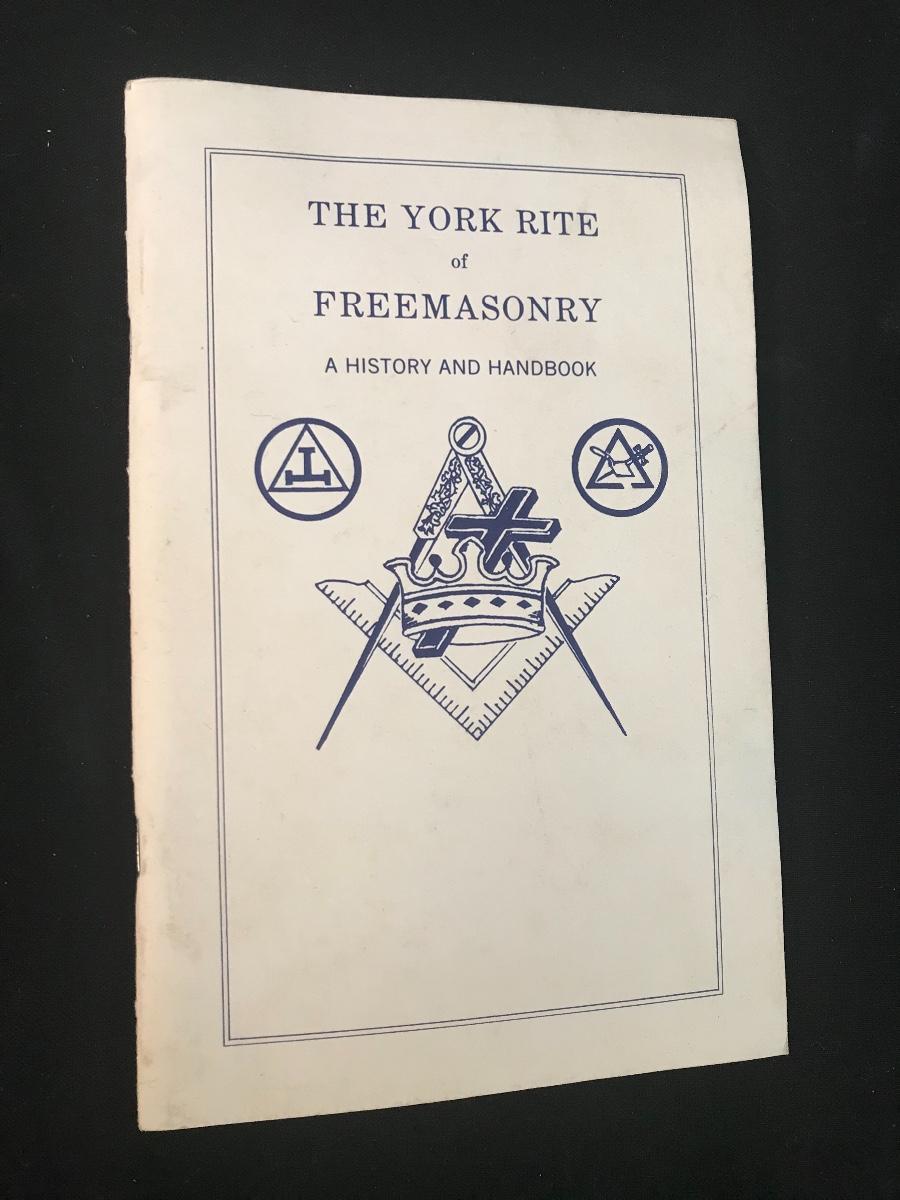 THE YORK RITE
of
FREEMASONRY
A HISTORY AND HANDBOOK